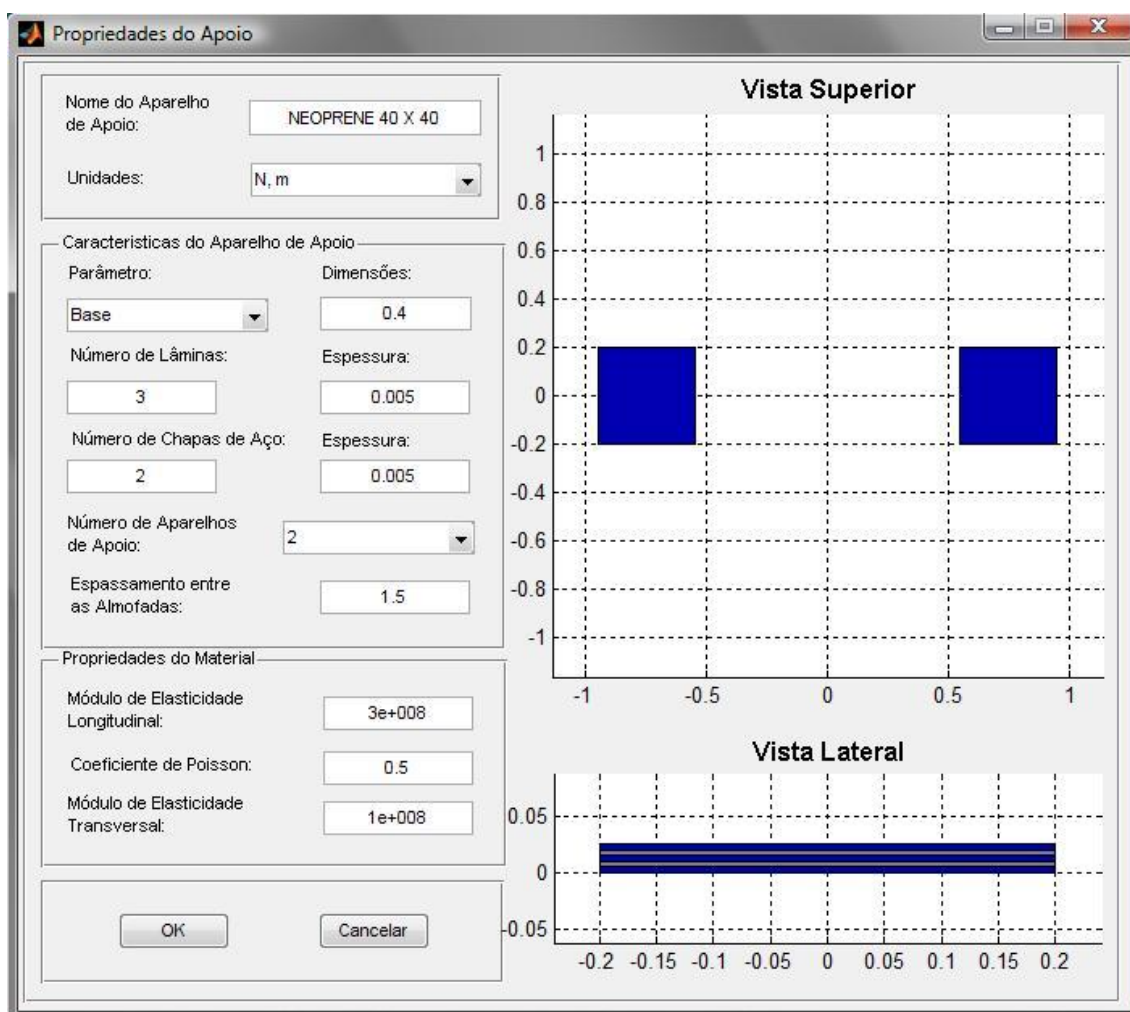 Propriedades do Apoio
Nome do Aparelho
de Apoio:
NEOPRENE 40 X 40
Unidades:
N, m
Caracteristicas do Aparelho de Apoio
Parâmetro:
Dimensões:
Base
0.4
Número de Lâminas:
Espessura:
3
0.005
Número de Chapas de Aço:
Espessura:
2
0.005
Número de Aparelhos
de Apoio:
2
Espassamento entre
as Almofadas:
1.5
Propriedades do Material
Módulo de Elasticidade
Longitudinal:
3e+008
Coeficiente de Poisson:
0.5
Módulo de Elasticidade
Transversal:
1e+008
OK
Cancelar
Vista Superior
1
0.8
0.6
0.4
0.2
0
-0.2
-0.4
-0.6
-0.8
-1
-1 -0.5 0 0.5 1
Vista Lateral
0.05
0
-0.05
-0.2 -0.15 -0.1 -0.05 0 0.05 0.1 0.15 0.2